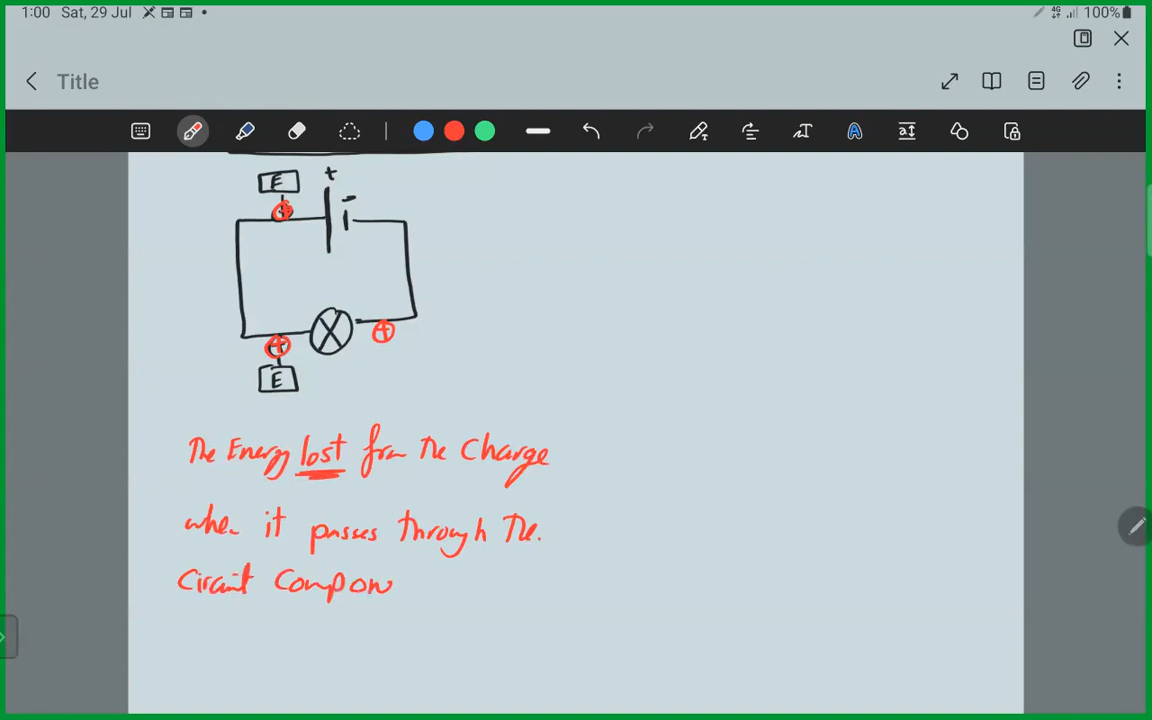 1:00 Sat, 29 Jul
4G 100%
Title
E
+
-
+
+
+
E
The Energy lost from The Charge
when it passes through The.
Circuit Compon